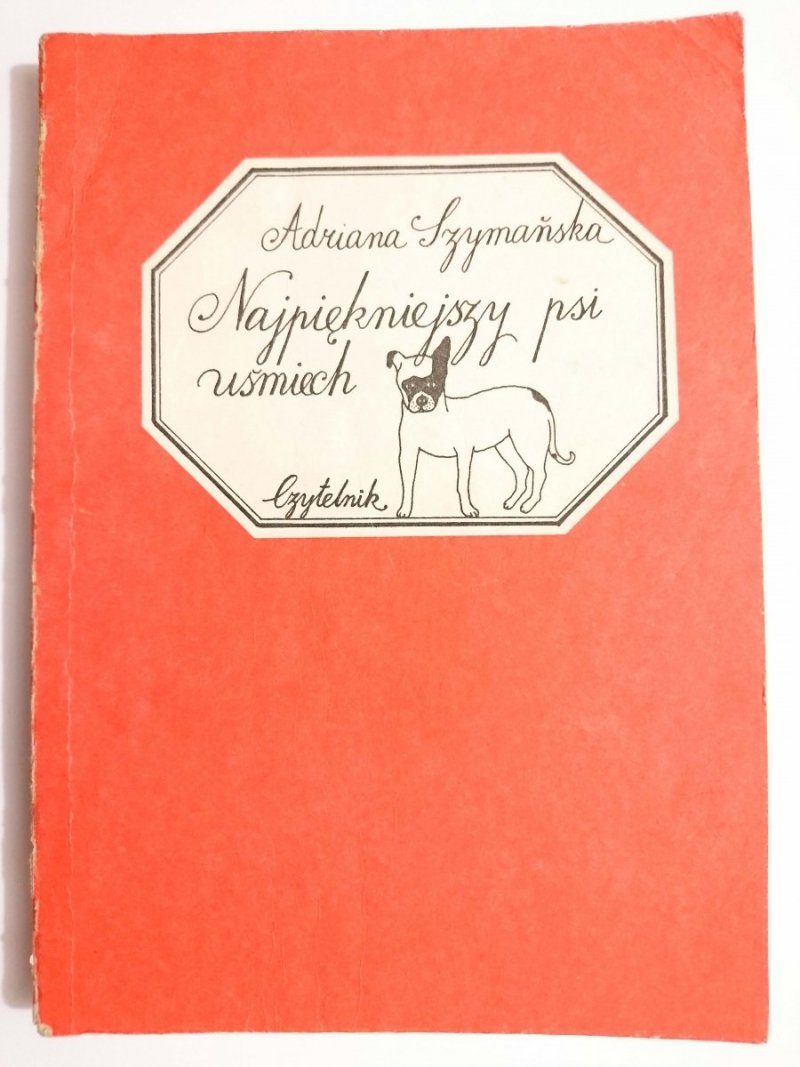 Adriana Szymańska
Najpiękniejszy psi
uśmiech
Czytelnik